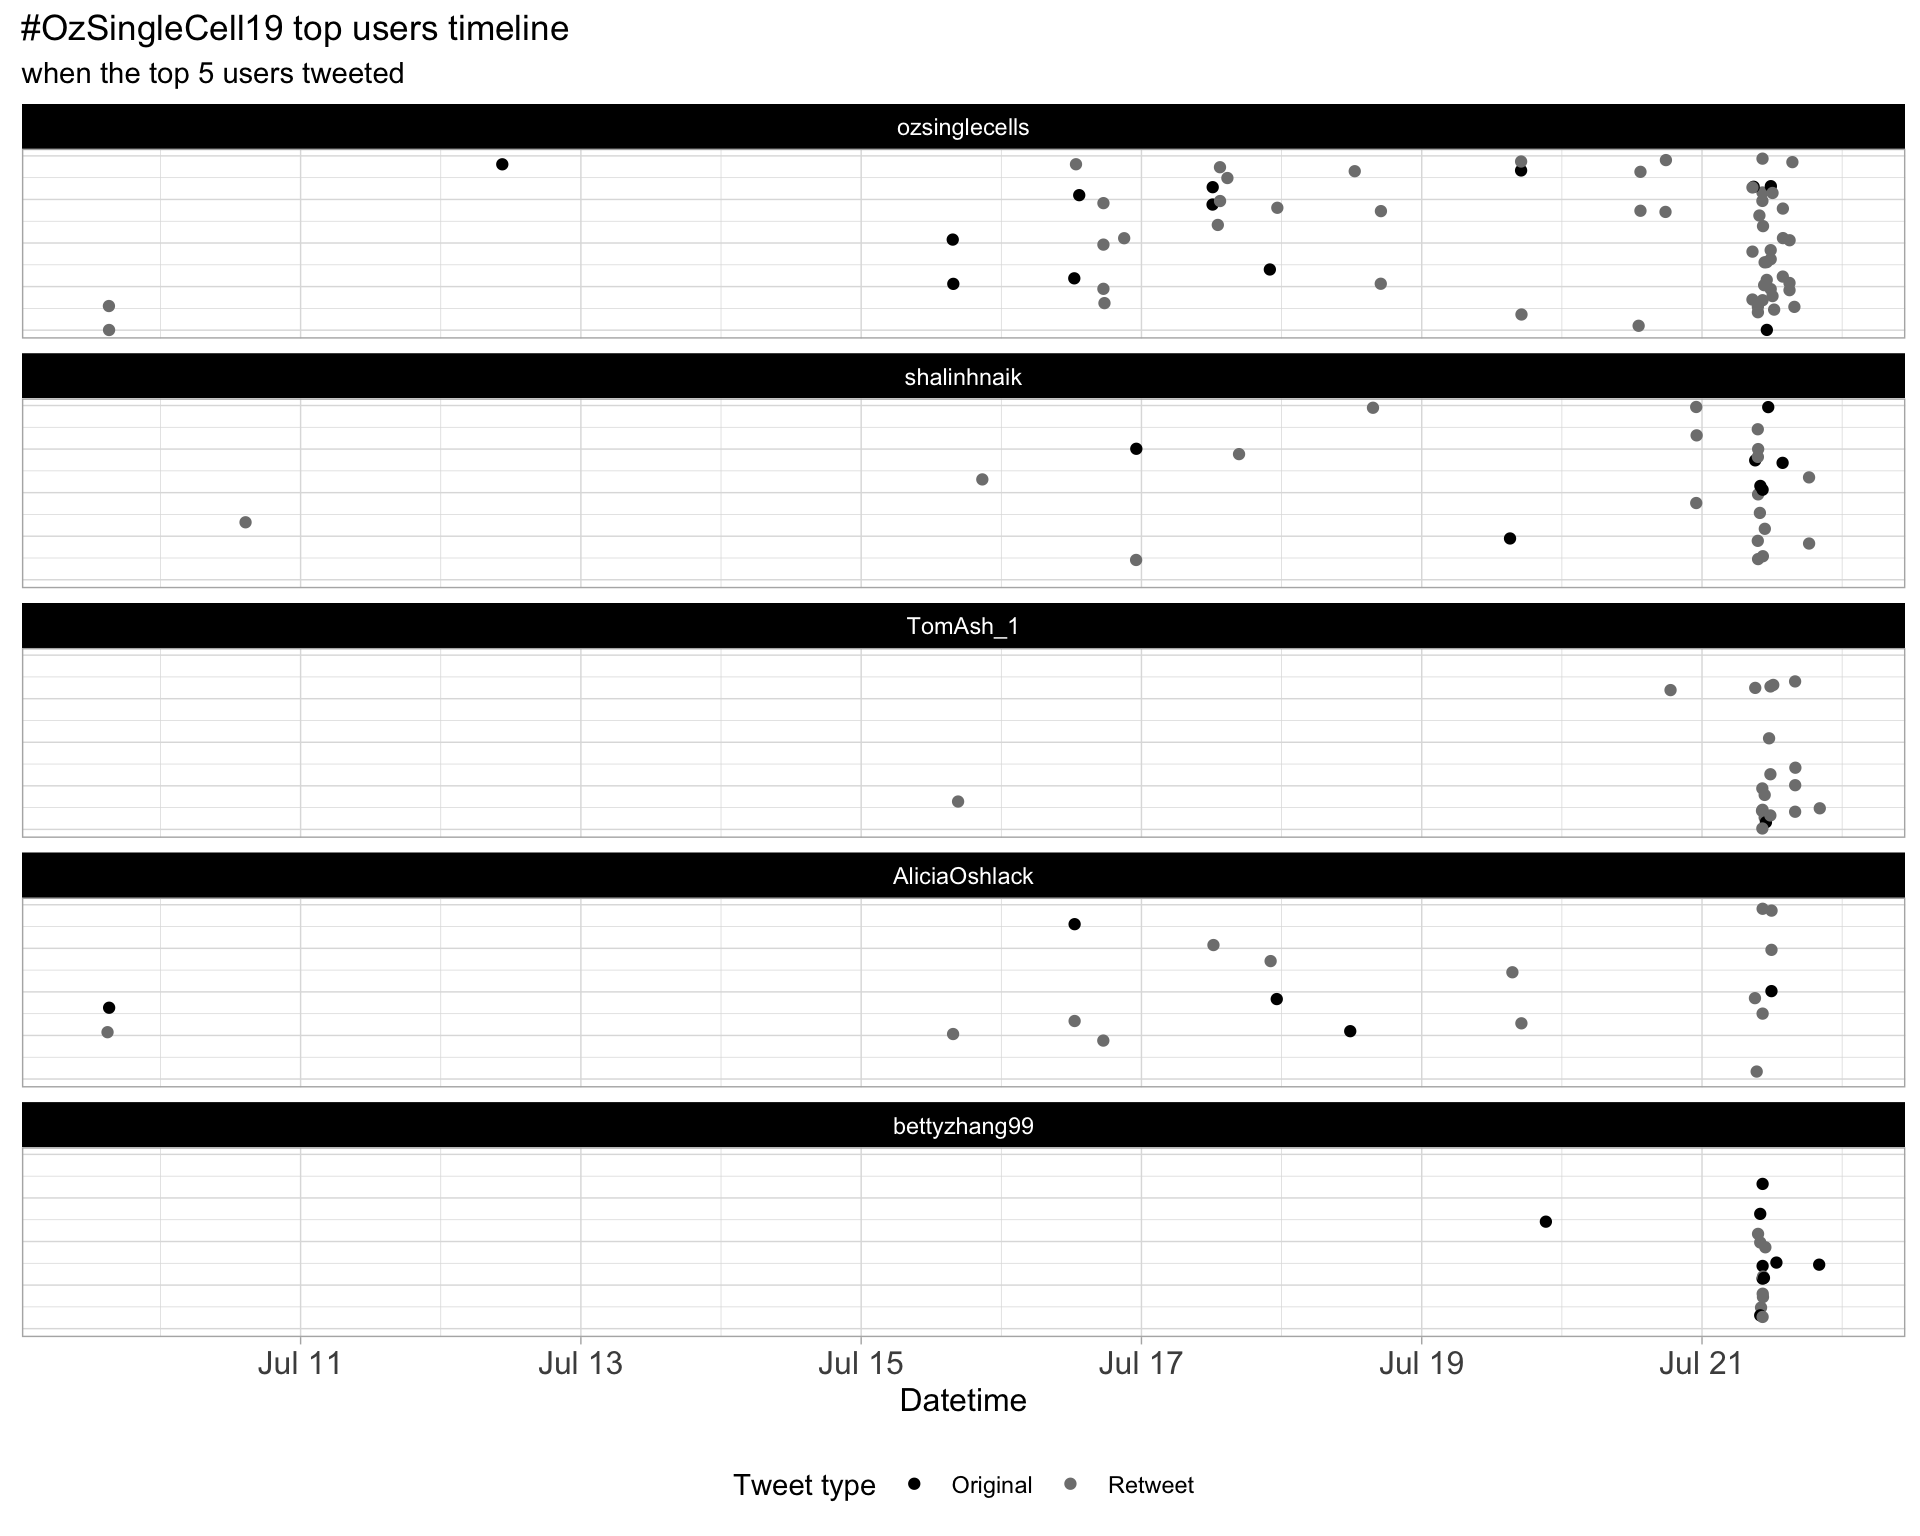 #OzSingleCell19 top users timeline
when the top 5 users tweeted
ozsinglecells
shalinhnaik
TomAsh_1
AliciaOshlack
bettyzhang99
Jul 11 Jul 13 Jul 15 Jul 17 Jul 19 Jul 21
Datetime
Tweet type Original Retweet